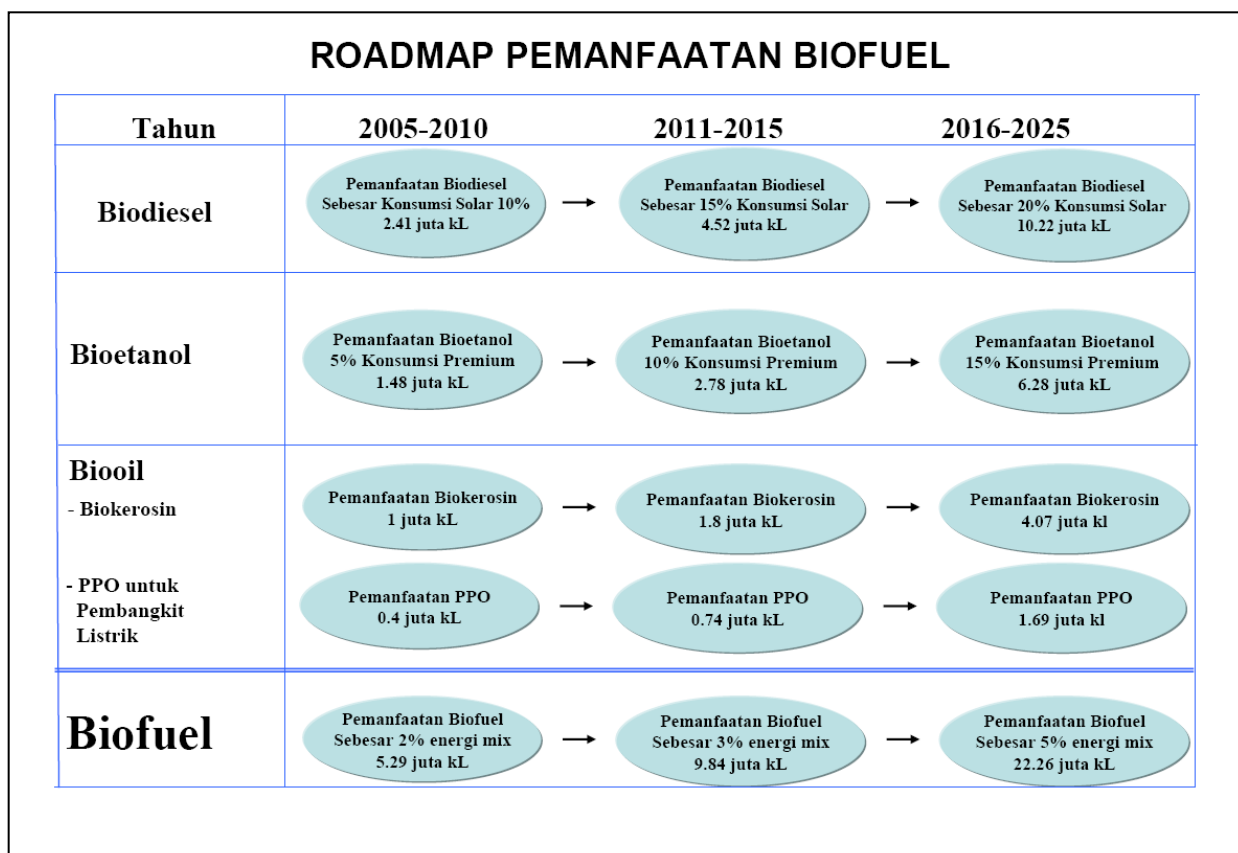 ROADMAP PEMANFAATAN BIOFUEL
Tahun 2005-2010 2011-2015 2016-2025
Biodiesel
Pemanfaatan Biodiesel
Sebesar Konsumsi Solar 10%
2.41 juta kL
Pemanfaatan Biodiesel
Sebesar 15% Konsumsi Solar
4.52 juta kL
Pemanfaatan Biodiesel
Sebesar 20% Konsumsi Solar
10.22 juta kL
Bioetanol
Pemanfaatan Bioetanol
5% Konsumsi Premium
1.48 juta kL
Pemanfaatan Bioetanol
10% Konsumsi Premium
2.78 juta kL
Pemanfaatan Bioetanol
15% Konsumsi Premium
6.28 juta kL
Biooil
- Biokerosin
Pemanfaatan Biokerosin
1 juta kL
Pemanfaatan Biokerosin
1.8 juta kL
Pemanfaatan Biokerosin
4.07 juta kl
- PPO untuk
Pembangkit
Listrik
Pemanfaatan PPO
0.4 juta kL
Pemanfaatan PPO
0.74 juta kL
Pemanfaatan PPO
1.69 juta kl
Biofuel
Pemanfaatan Biofuel
Sebesar 2% energi mix
5.29 juta kL
Pemanfaatan Biofuel
Sebesar 3% energi mix
9.84 juta kL
Pemanfaatan Biofuel
Sebesar 5% energi mix
22.26 juta kL